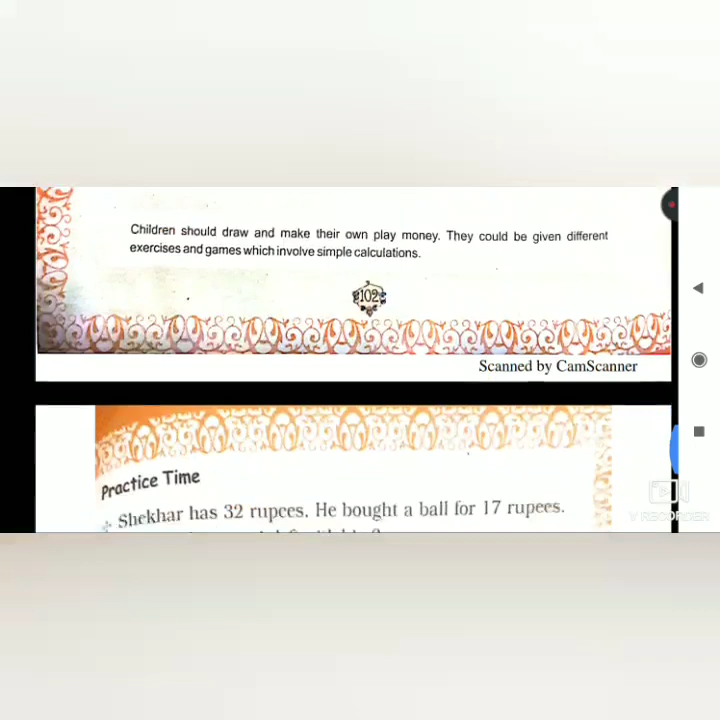 Children should draw and make their own play money. They could be given different
exercises and games which involve simple calculations.
102
Scanned by CamScanner
Practice Time
Shekhar has 32 rupees. He bought a ball for 17 rupees.
V RECORDER